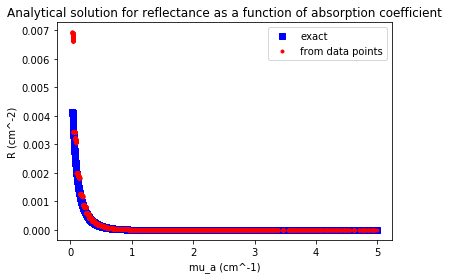 Analytical solution for reflectance as a function of absorption coefficient
exact
from data points
0.007
0.006
0.005
0.004
0.003
0.002
0.001
0.000
R (cm^-2)
0 1 2 3 4 5
mu_a (cm^-1)